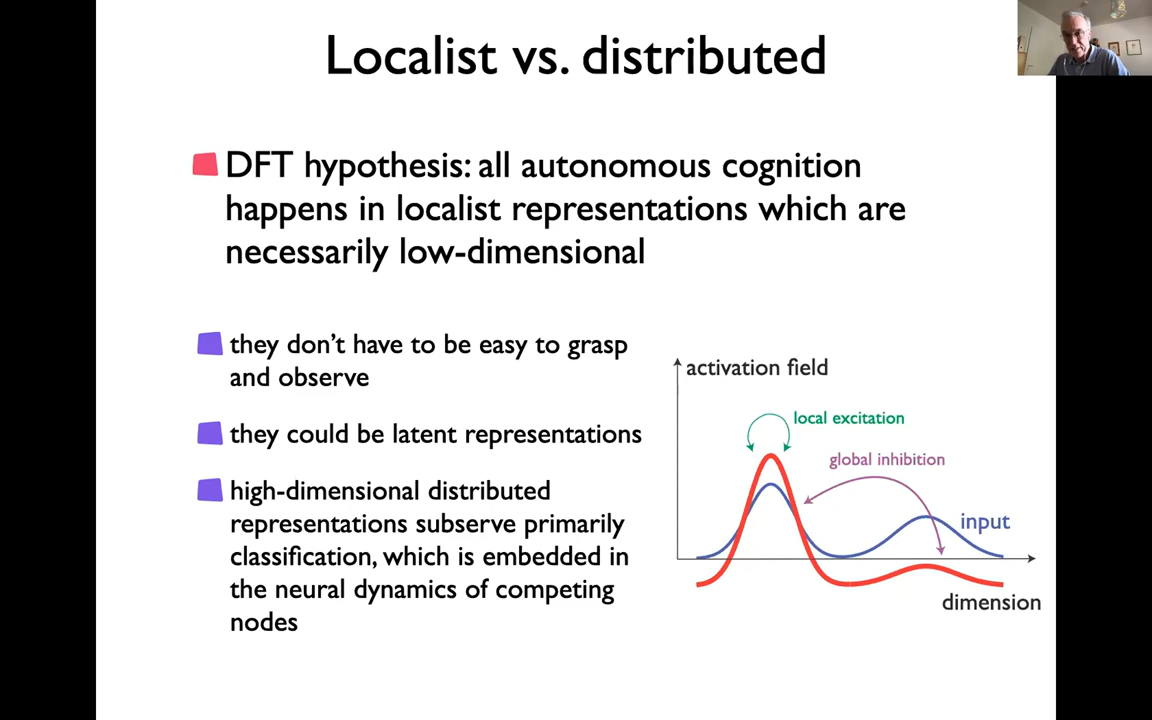 Localist vs. distributed
DFT hypothesis: all autonomous cognition
happens in localist representations which are
necessarily low-dimensional
they don't have to be easy to grasp
and observe
they could be latent representations
high-dimensional distributed
representations subserve primarily
classification, which is embedded in
the neural dynamics of competing
nodes
activation field
local excitation
global inhibition
input
dimension